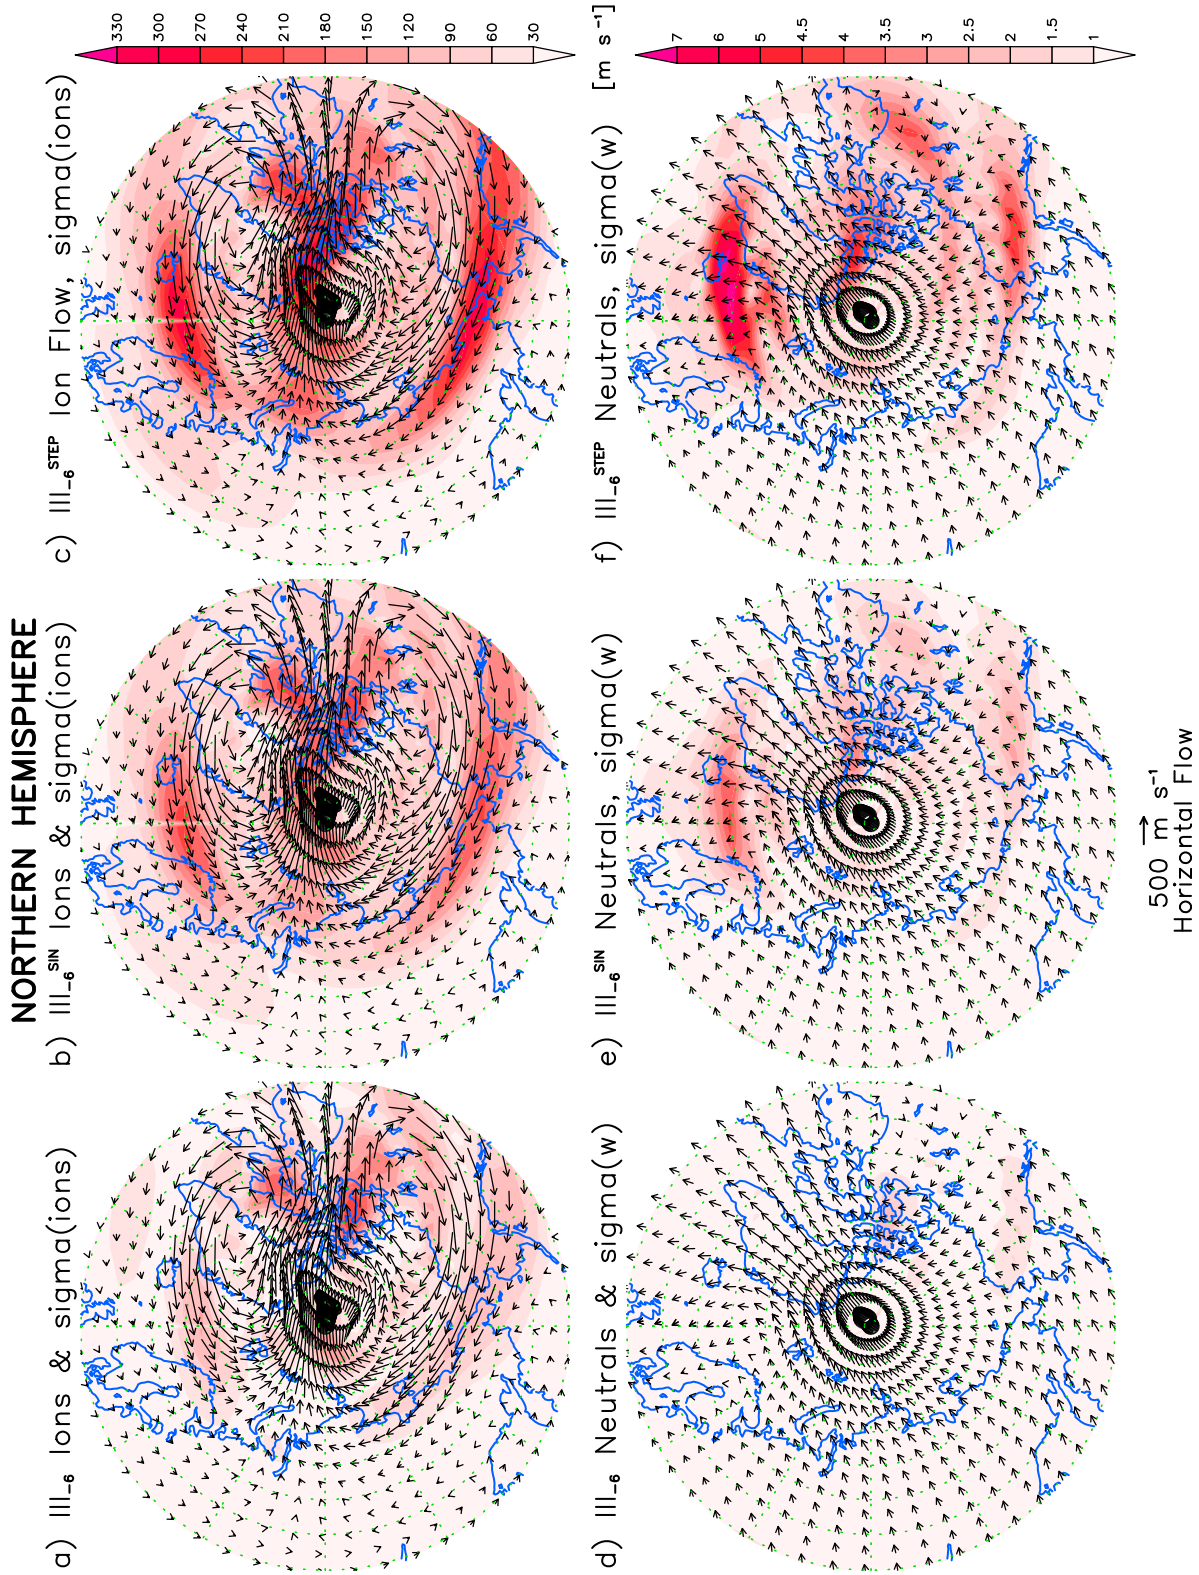 NORTHERN HEMISPHERE
a) III₋₆ Ions & sigma(ions)
b) III₋₆ SIN Ions & sigma(ions)
c) III₋₆ STEP Ion Flow, sigma(ions)
330
300
270
240
210
180
150
120
90
60
30
d) III₋₆ Neutrals & sigma(w)
e) III₋₆ SIN Neutrals, sigma(w)
f) III₋₆ STEP Neutrals, sigma(w)
[m s⁻¹]
7
6
5
4.5
4
3.5
3
2.5
2
1.5
1
500 m s⁻¹
Horizontal Flow